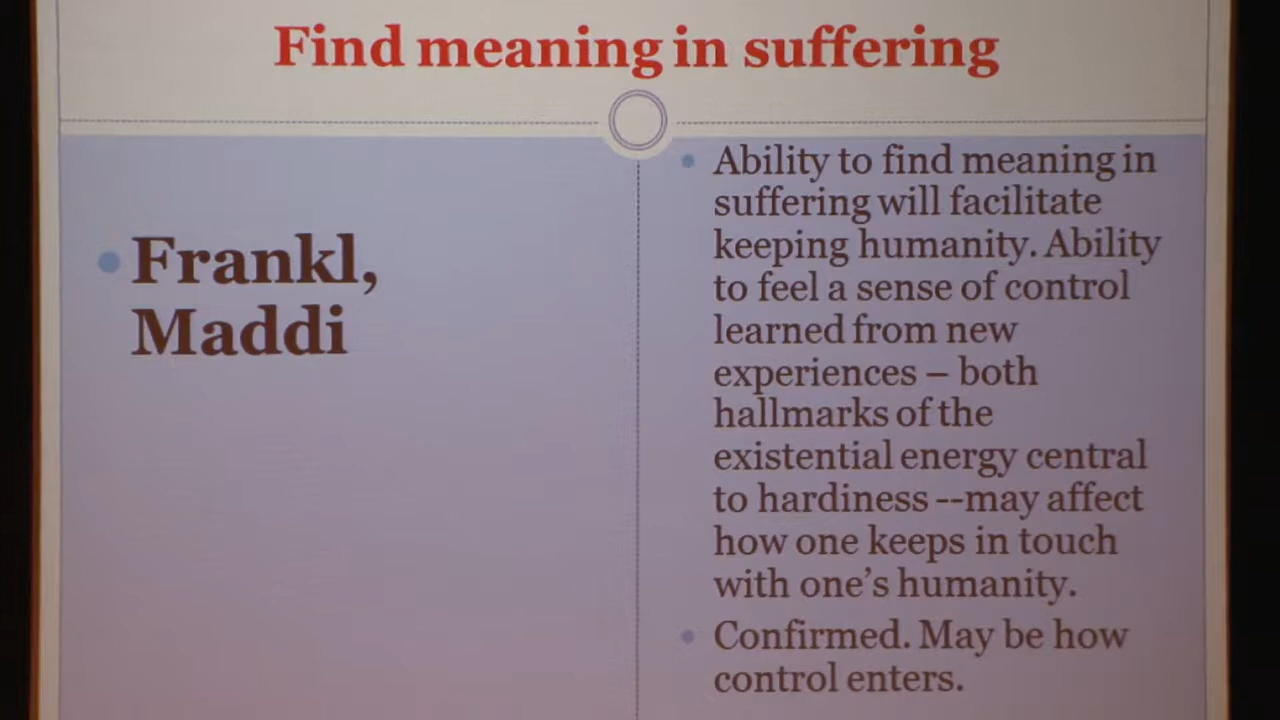 Find meaning in suffering
Frankl,
Maddi
Ability to find meaning in
suffering will facilitate
keeping humanity. Ability
to feel a sense of control
learned from new
experiences – both
hallmarks of the
existential energy central
to hardiness --may affect
how one keeps in touch
with one’s humanity.
Confirmed. May be how
control enters.